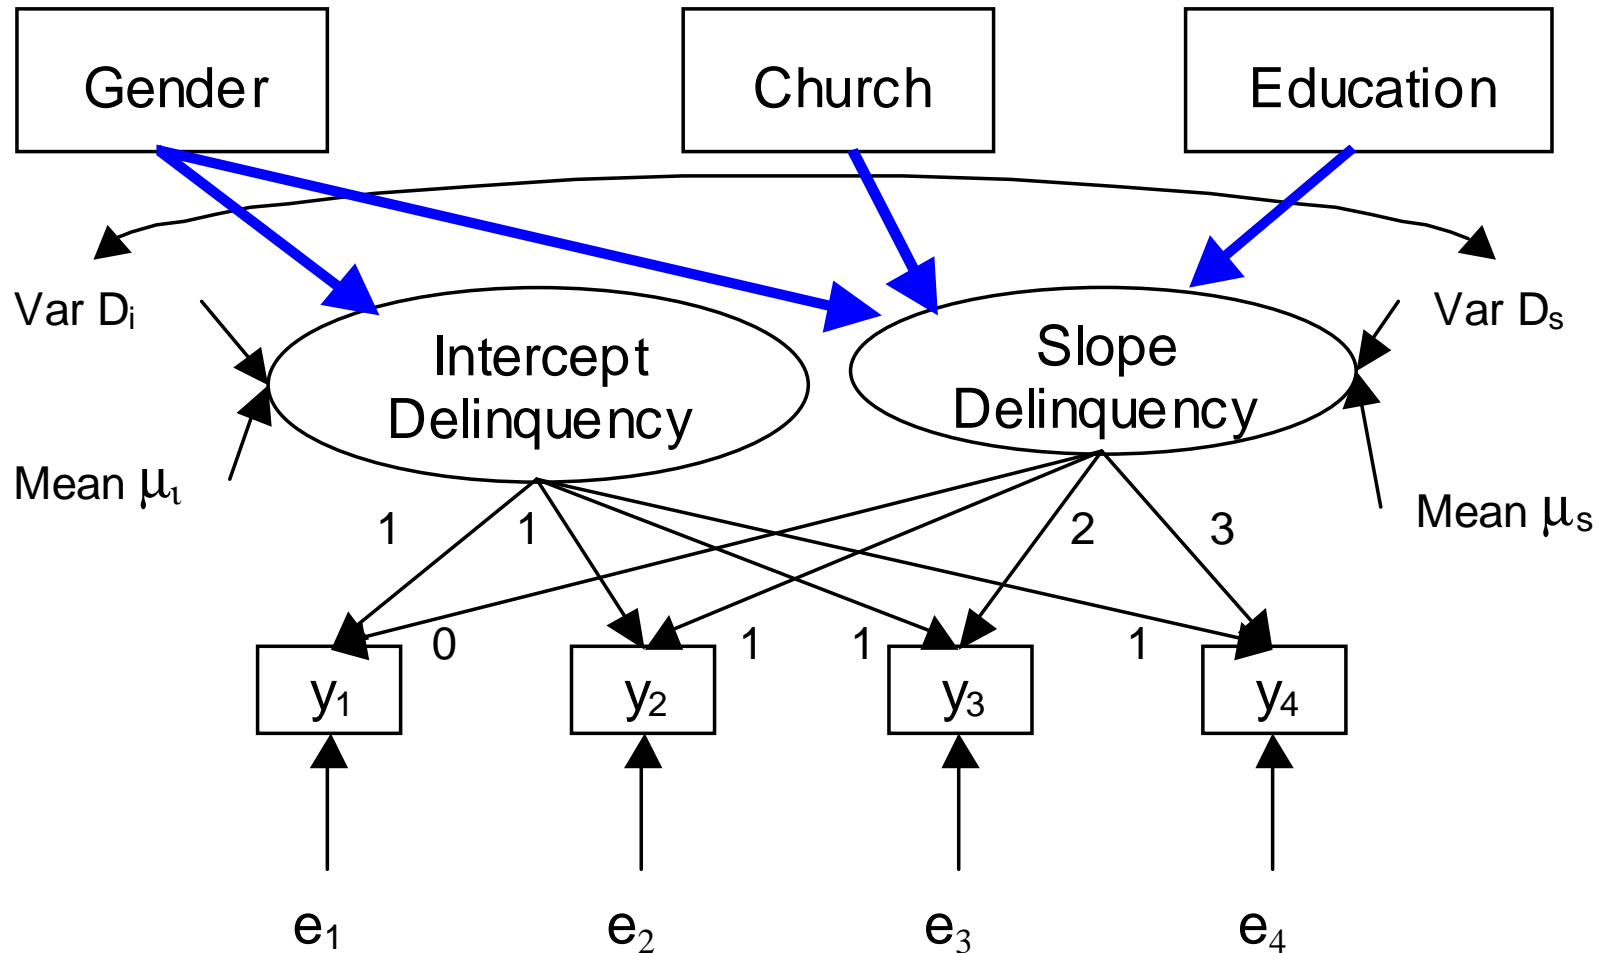 Gender
Church
Education
Var Di
Var Ds
Intercept
Delinquency
Slope
Delinquency
Mean μι
Mean μs
1
1
2
3
0
1
1
1
y1
y2
y3
y4
e1
e2
e3
e4